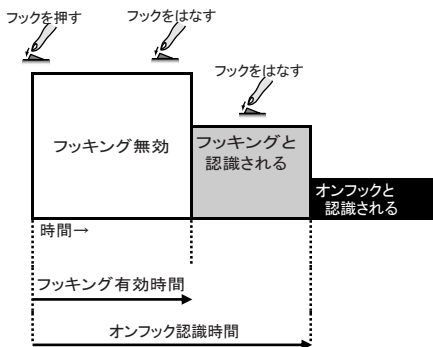 フックを押す
フックをはなす
フックをはなす
フッキング無効
フッキングと
認識される
オンフックと
認識される
時間→
フッキング有効時間
オンフック認識時間